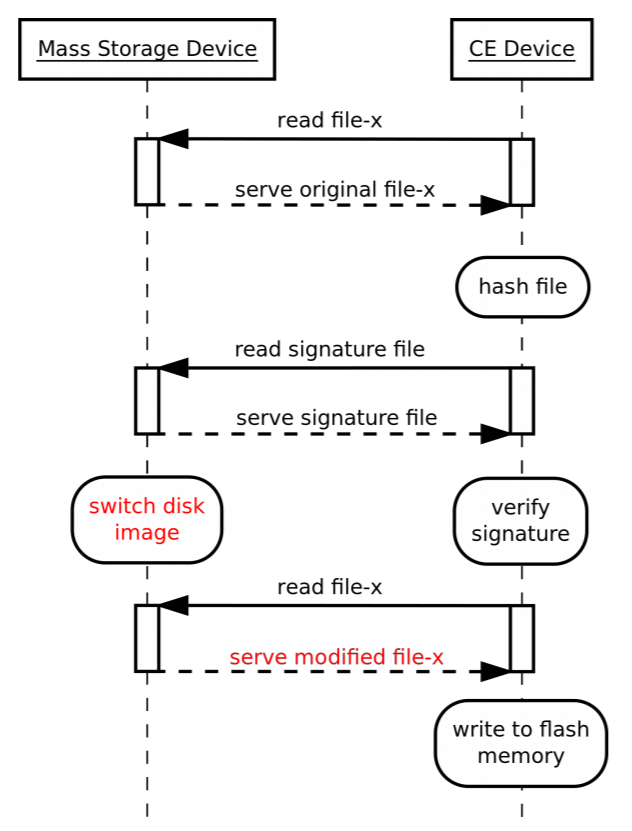 Mass Storage Device
CE Device
read file-x
serve original file-x
hash file
read signature file
serve signature file
switch disk
image
verify
signature
read file-x
serve modified file-x
write to flash
memory